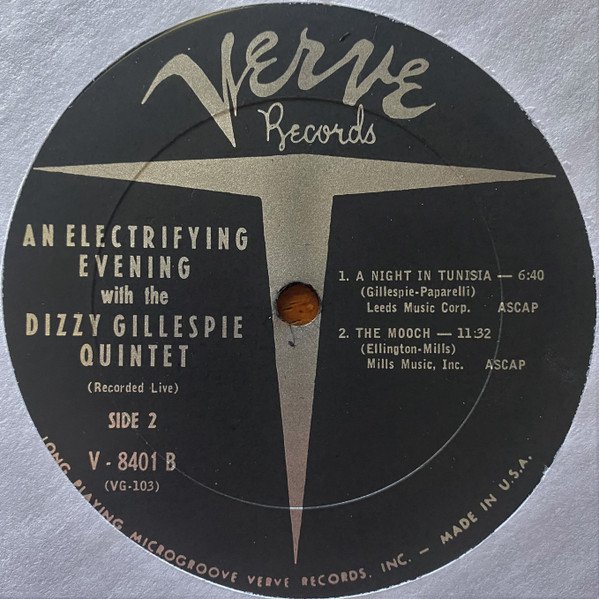 Verve
Records
AN ELECTRIFYING
EVENING
with the
DIZZY GILLESPIE
QUINTET
(Recorded Live)
SIDE 2
V - 8401 B
(VG-103)
1. A NIGHT IN TUNISIA — 6:40
(Gillespie-Paparelli)
Leeds Music Corp. ASCAP
2. THE MOOCH — 11:32
(Ellington-Mills)
Mills Music, Inc. ASCAP
LONG PLAYING MICROGROOVE VERVE RECORDS, INC. — MADE IN U.S.A.